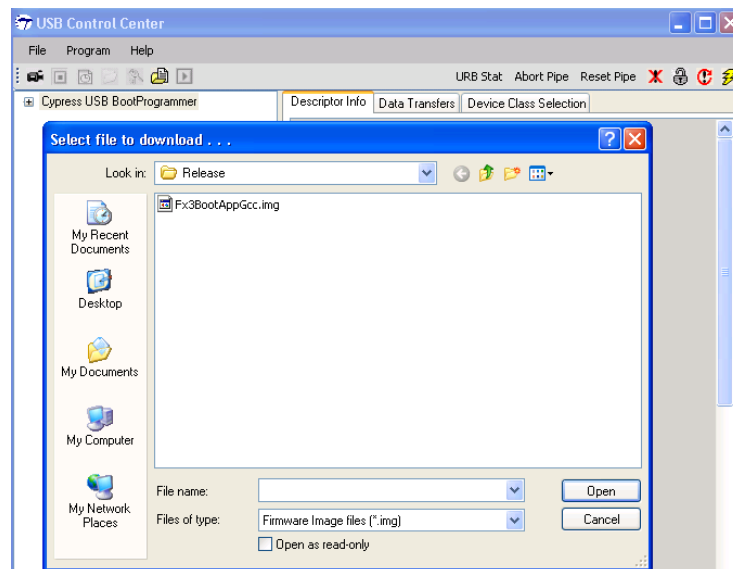 USB Control Center
File Program Help
URB Stat Abort Pipe Reset Pipe
Cypress USB BootProgrammer
Descriptor Info Data Transfers Device Class Selection
Select file to download . . .
Look in: Release
Fx3BootAppGcc.img
My Recent
Documents
Desktop
My Documents
My Computer
My Network
Places
File name:
Open
Files of type: Firmware Image files (*.img)
Cancel
Open as read-only